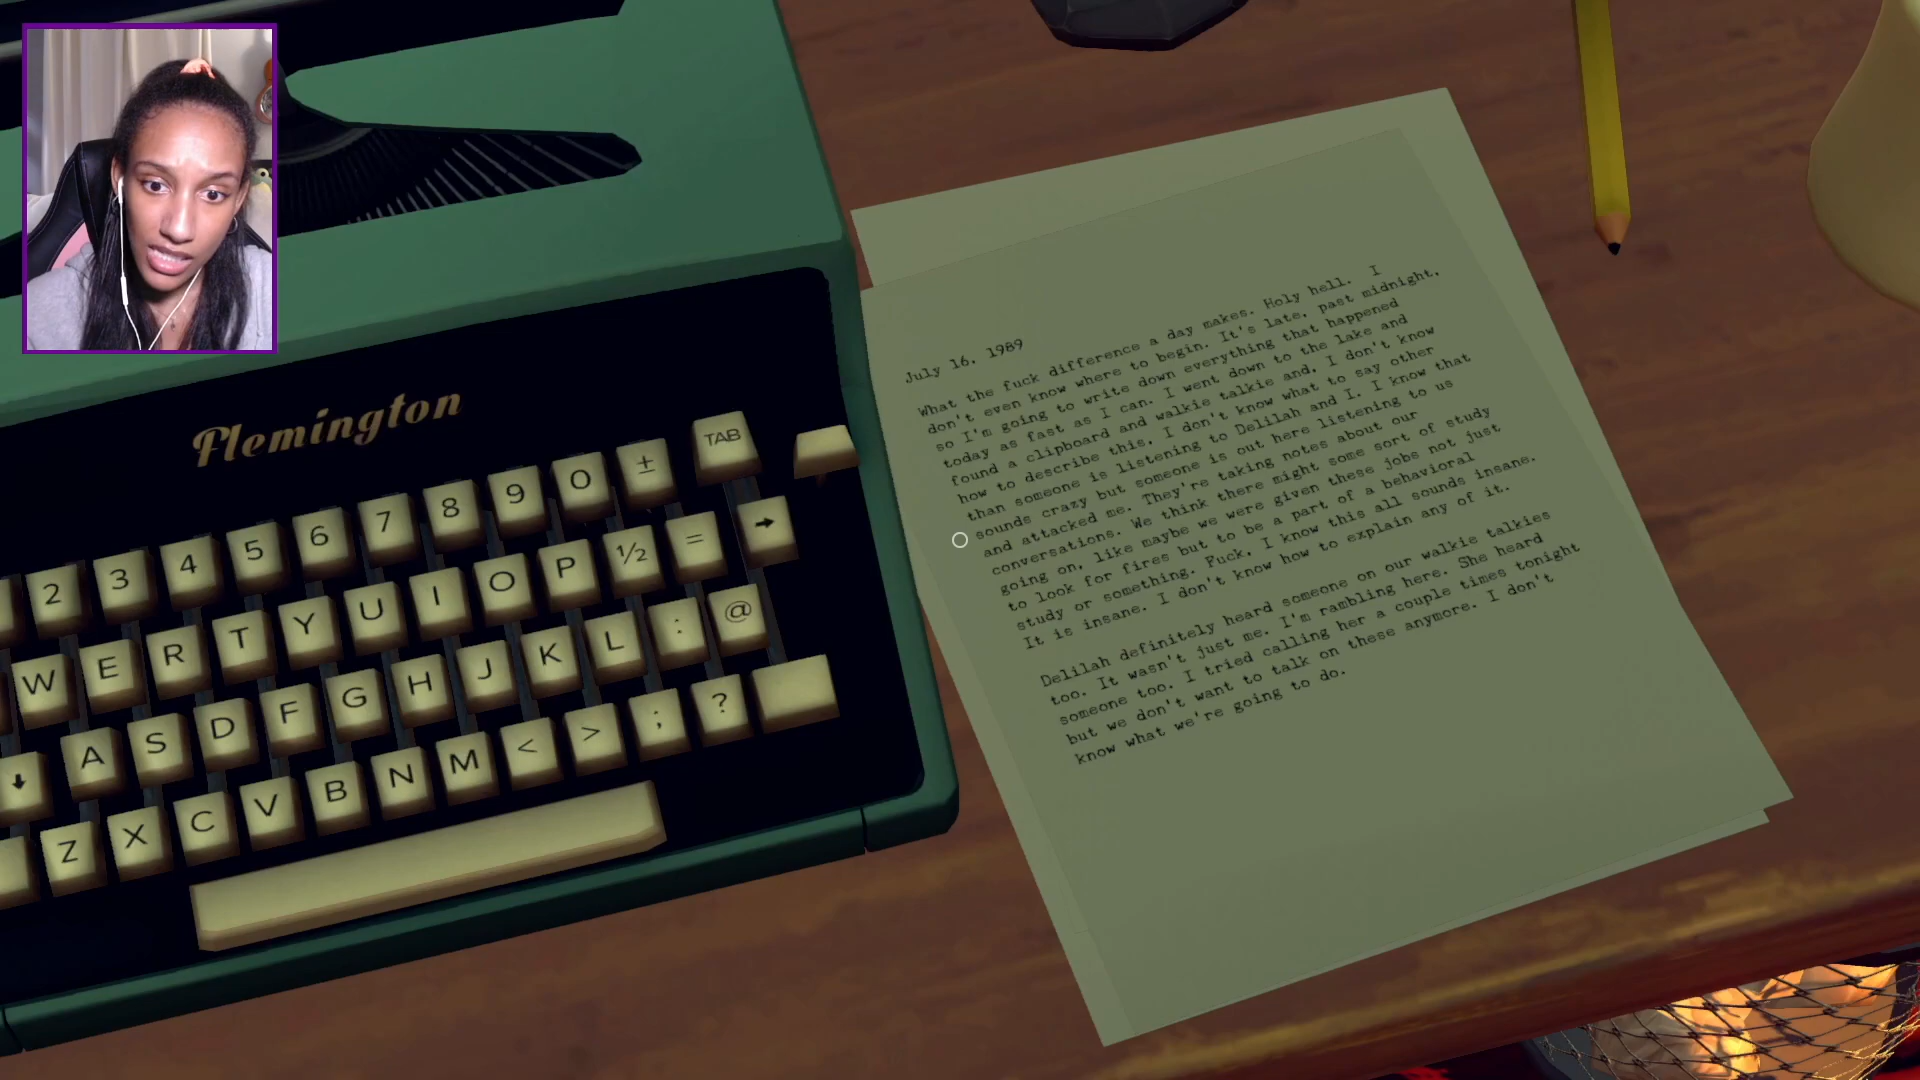 Flemington
2 3 4 5 6 7 8 9 0 ± TAB
W E R T Y U I O P ½ = →
↓ A S D F G H J K L : @
Z X C V B N M < > ; ?
July 16, 1989
What the fuck difference a day makes. Holy hell. I
don't even know where to begin. It's late, past midnight,
so I'm going to write down everything that happened
today as fast as I can. I went down to the lake and
found a clipboard and walkie talkie and, I don't know
how to describe this, I don't know what to say other
than someone is listening to Delilah and I. I know that
sounds crazy but someone is out here listening to us
and attacked me. They're taking notes about our
conversations. We think there might some sort of study
going on, like maybe we were given these jobs not just
to look for fires but to be a part of a behavioral
study or something. Fuck, I know this all sounds insane.
It is insane. I don't know how to explain any of it.
Delilah definitely heard someone on our walkie talkies
too. It wasn't just me. I'm rambling here. She heard
someone too. I tried calling her a couple times tonight
but we don't want to talk on these anymore. I don't
know what we're going to do.